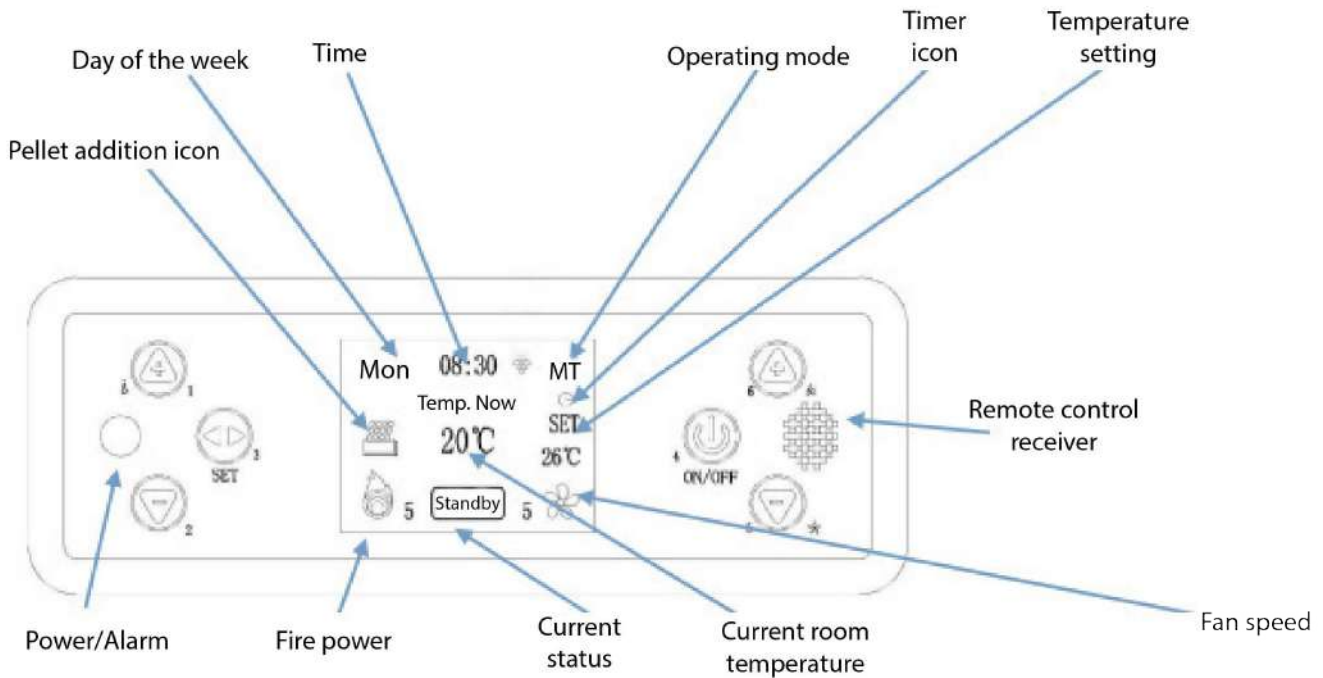 Timer
icon
Temperature
setting
Day of the week
Time
Operating mode
Pellet addition icon
Mon
08:30
MT
Temp. Now
SET
20℃
26℃
5
Standby
5
1
3
SET
2
6
4
ON/OFF
Remote control
receiver
Power/Alarm
Fire power
Current
status
Current room
temperature
Fan speed